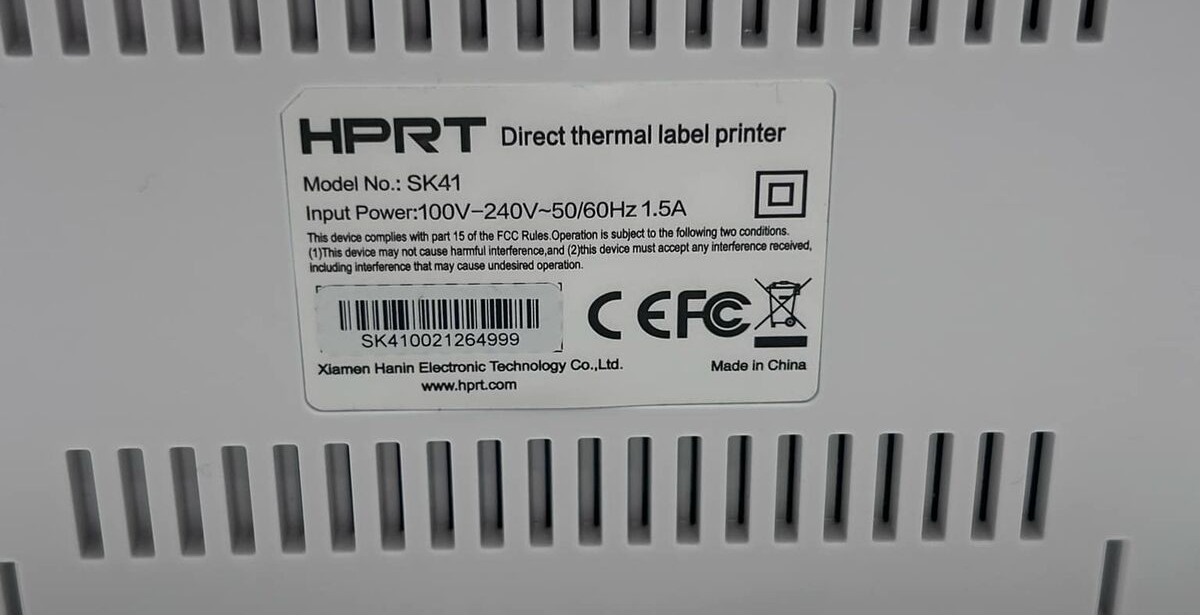 HPRT Direct thermal label printer
Model No.: SK41
Input Power:100V-240V~50/60Hz 1.5A
This device complies with part 15 of the FCC Rules.Operation is subject to the following two conditions.
(1)This device may not cause harmful interference,and (2)this device must accept any interference received,
including interference that may cause undesired operation.
SK410021264999
CE FC
Xiamen Hanin Electronic Technology Co.,Ltd.
Made in China
www.hprt.com